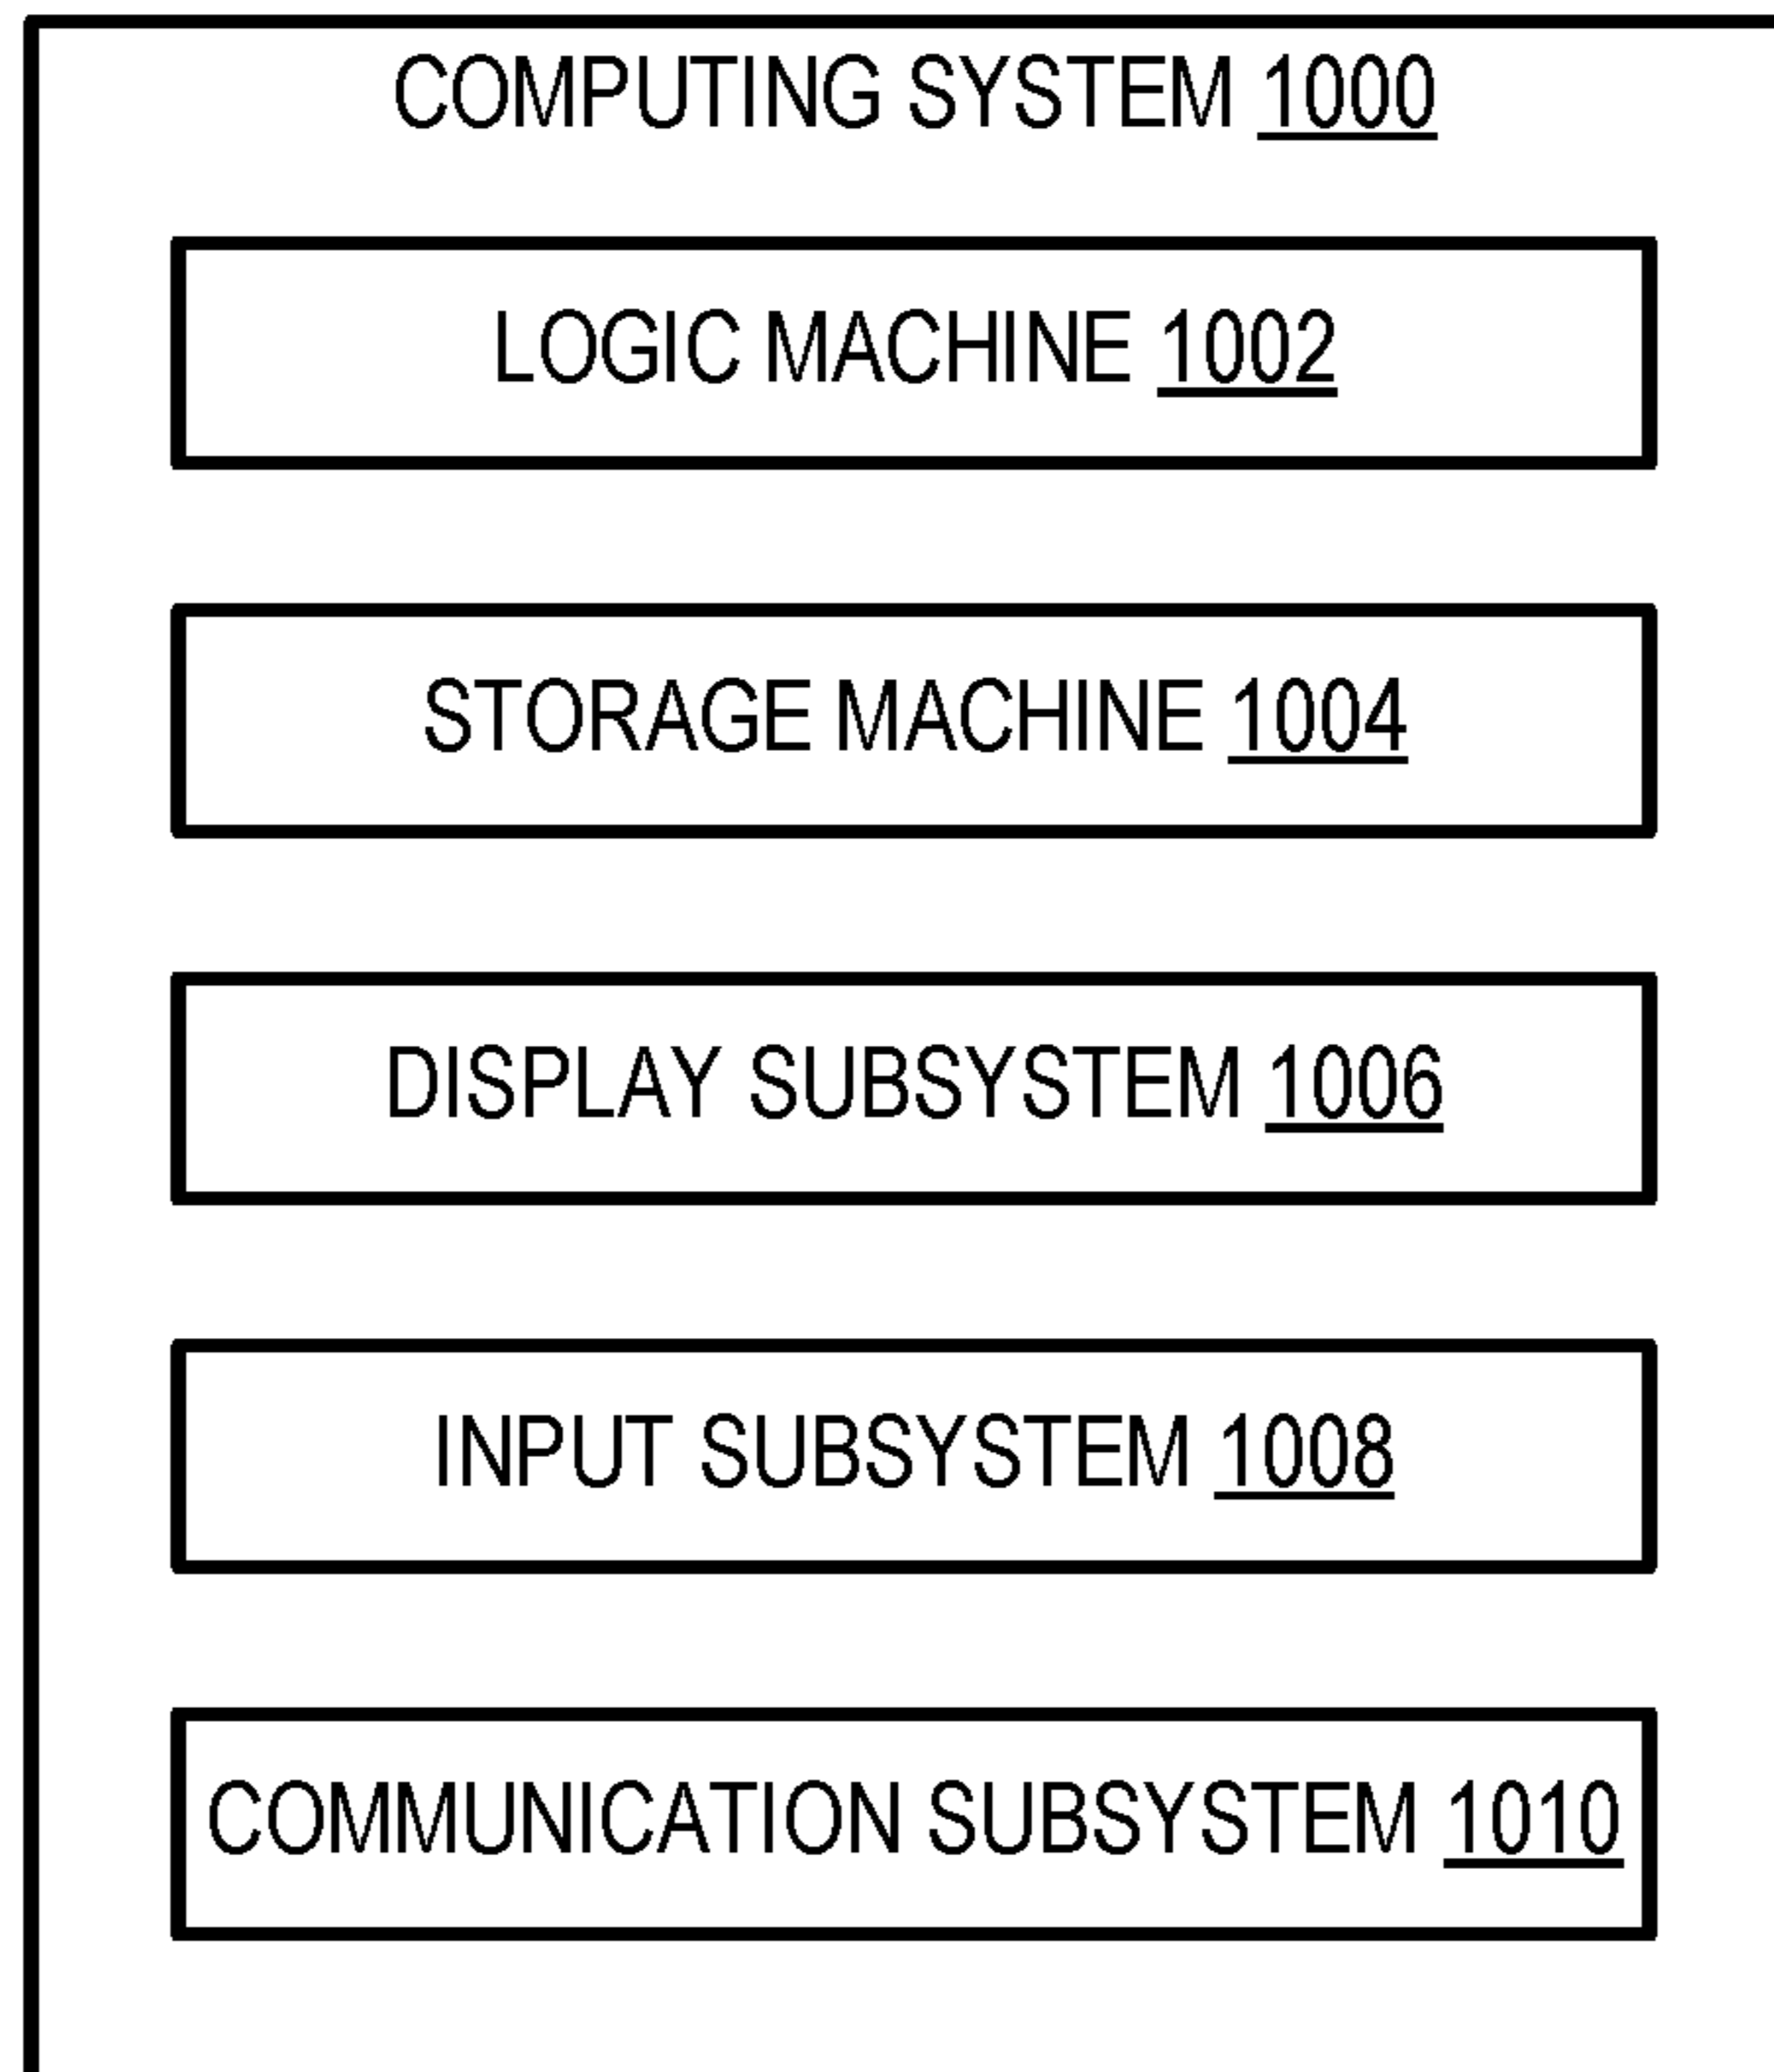 COMPUTING SYSTEM 1000
LOGIC MACHINE 1002
STORAGE MACHINE 1004
DISPLAY SUBSYSTEM 1006
INPUT SUBSYSTEM 1008
COMMUNICATION SUBSYSTEM 1010